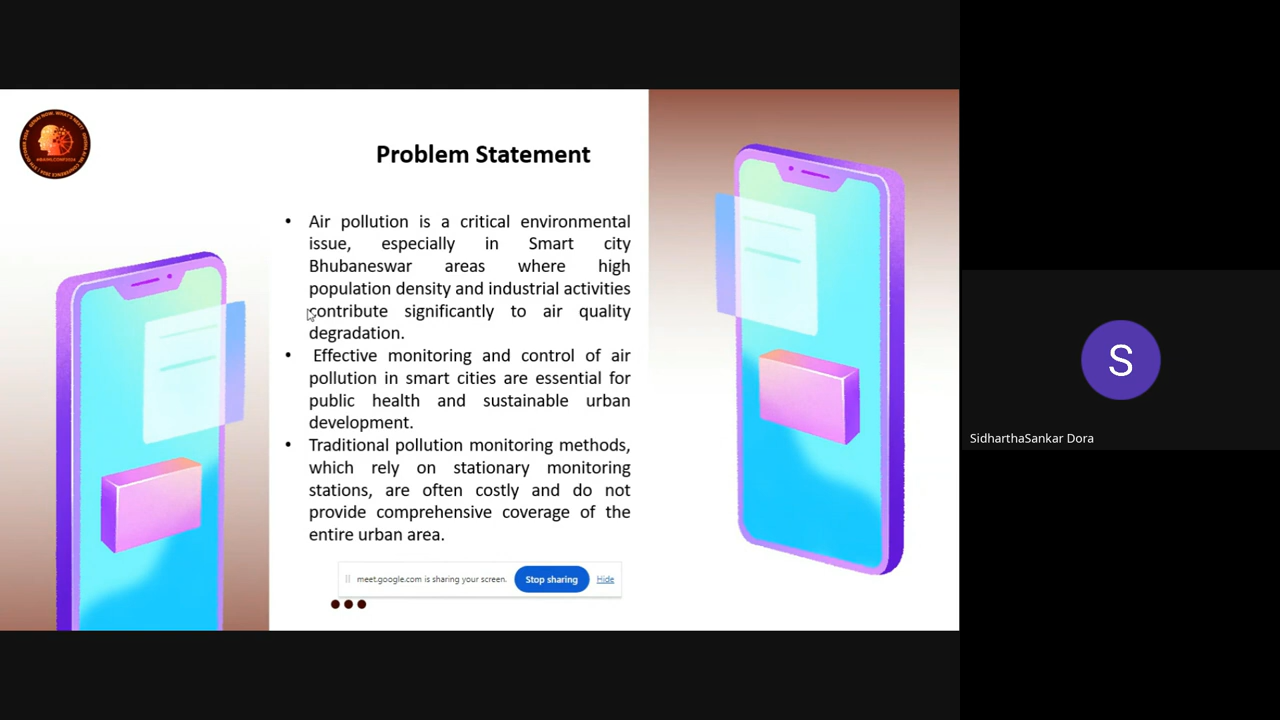 Problem Statement
• Air pollution is a critical environmental
issue, especially in Smart city
Bhubaneswar areas where high
population density and industrial activities
contribute significantly to air quality
degradation.
• Effective monitoring and control of air
pollution in smart cities are essential for
public health and sustainable urban
development.
• Traditional pollution monitoring methods,
which rely on stationary monitoring
stations, are often costly and do not
provide comprehensive coverage of the
entire urban area.
meet.google.com is sharing your screen. Stop sharing Hide
S
SidharthaSankar Dora